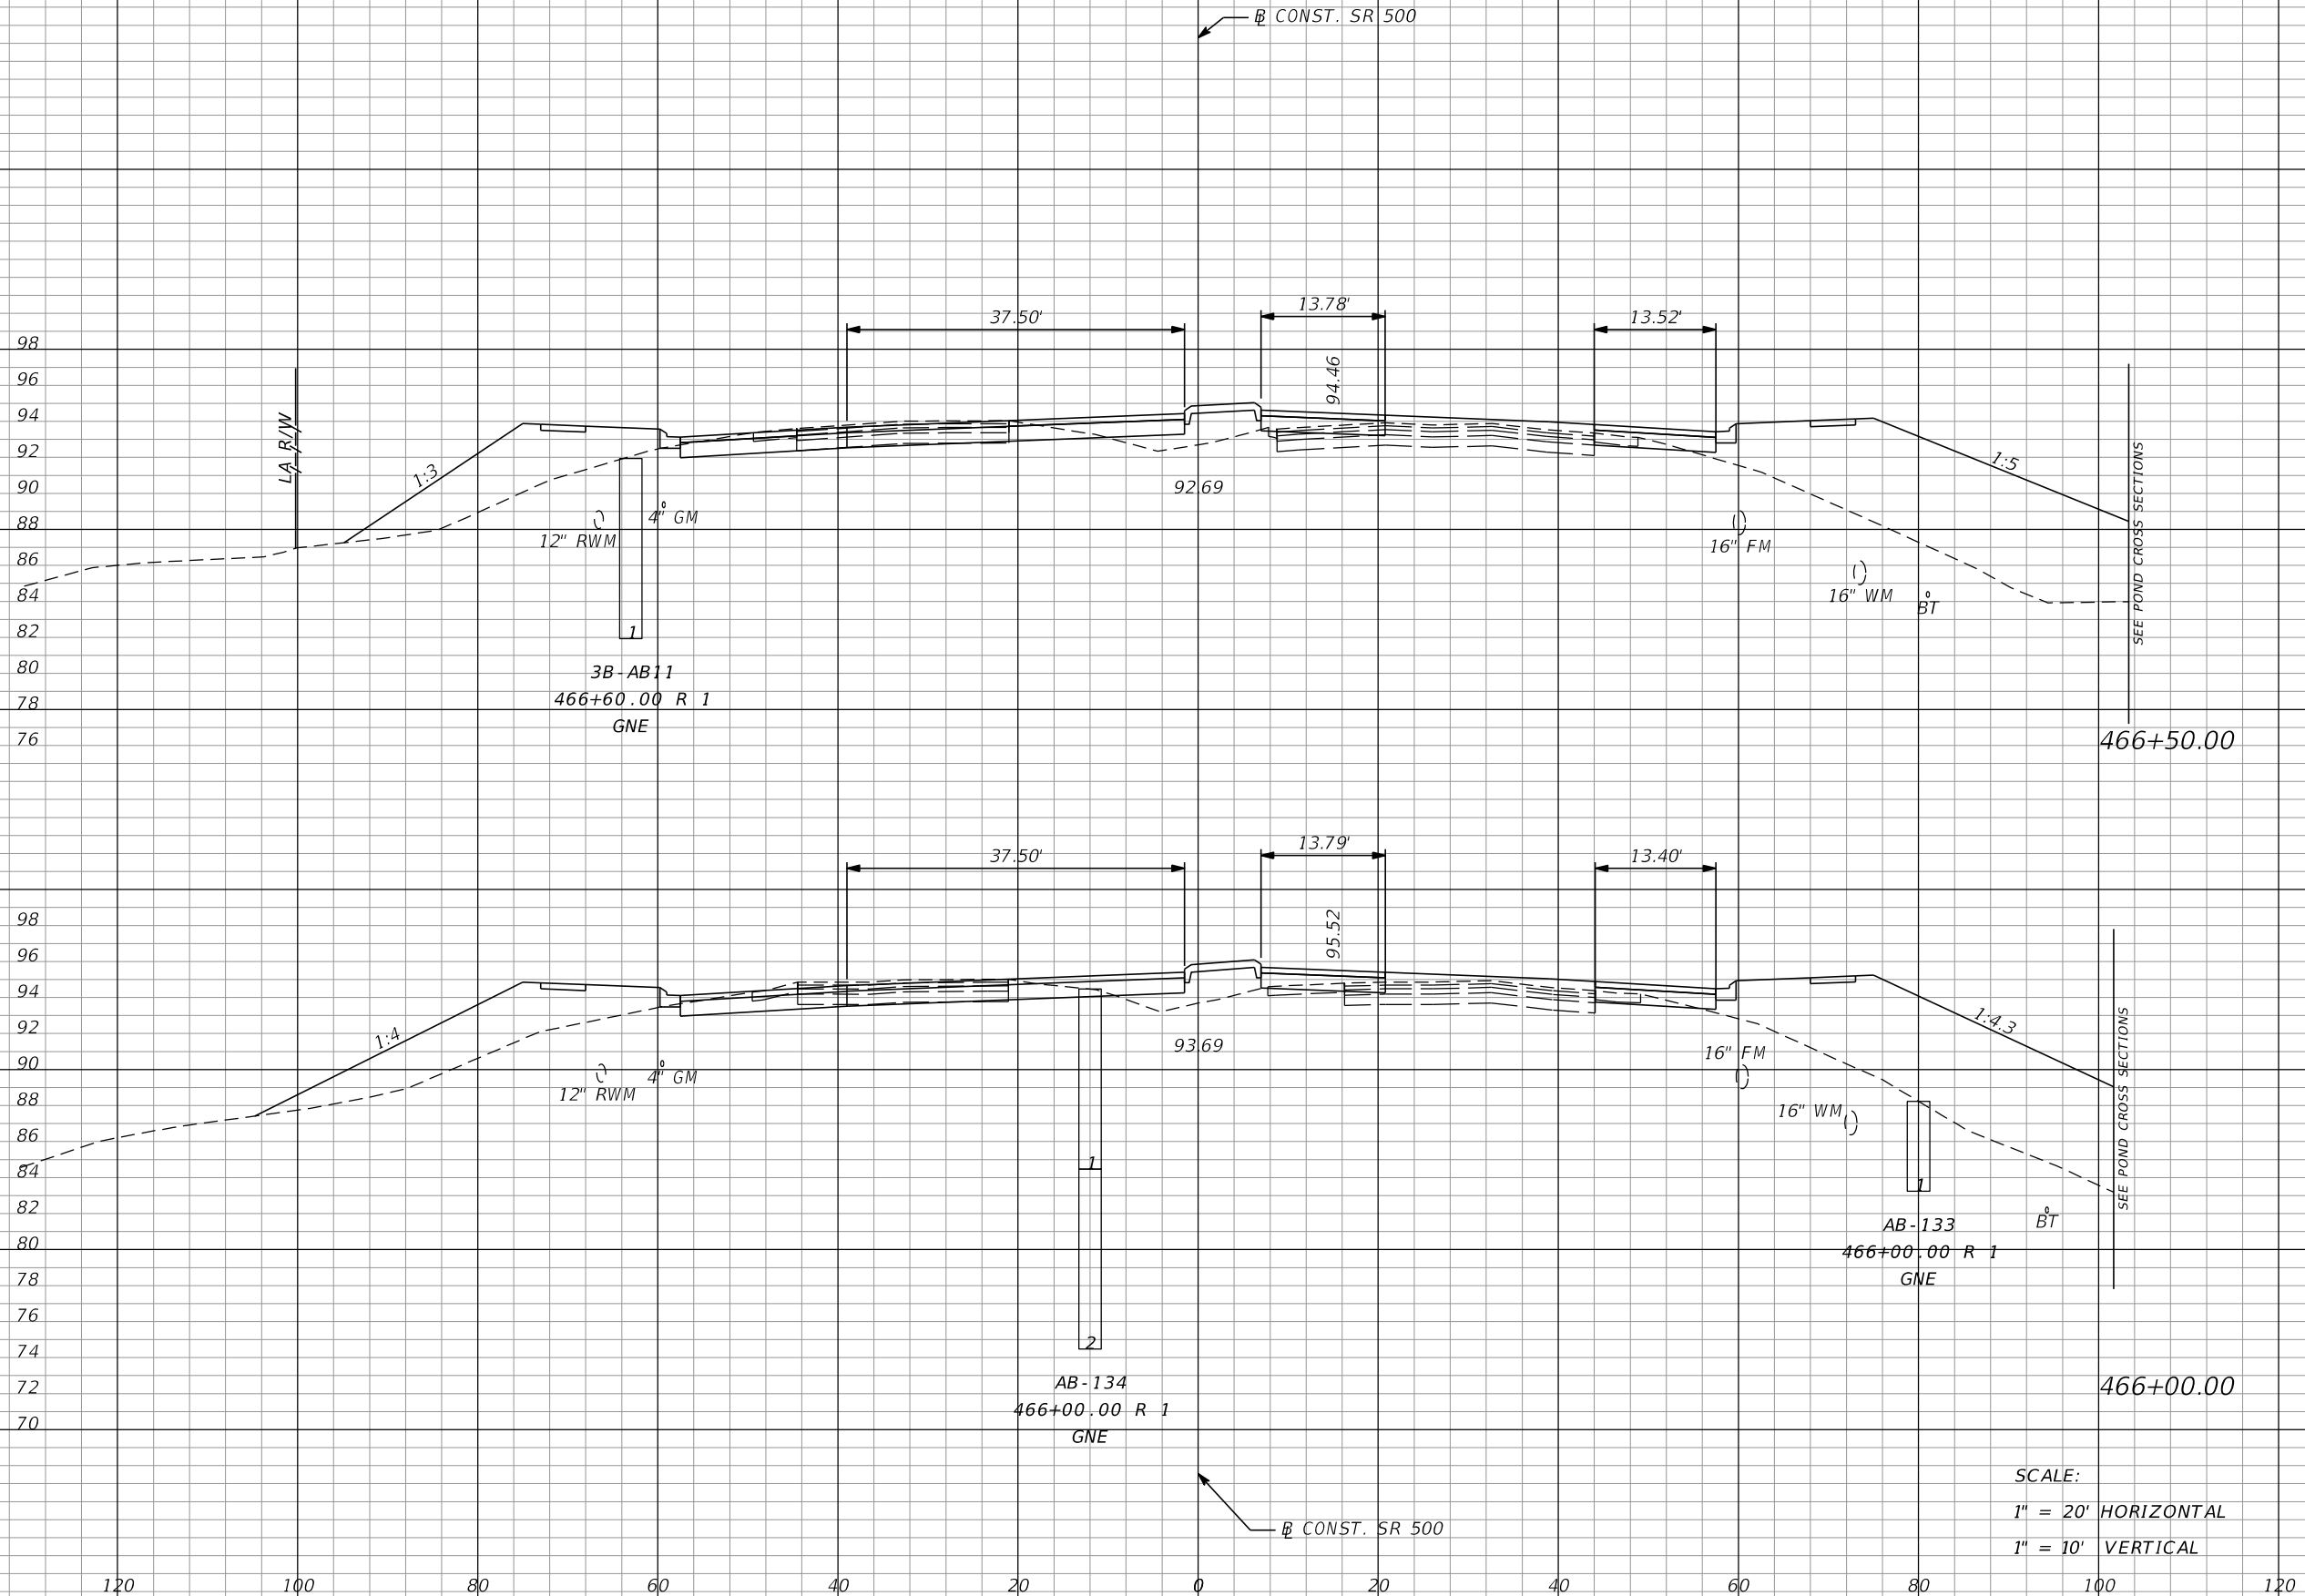 ℄ CONST. SR 500
13.78'
37.50'
13.52'
98
96
94
92
90
88
86
84
82
80
78
76
94.46
LA R/W
1:3
1:5
92.69
12" RWM
4" GM
16" FM
16" WM
BT
SEE POND CROSS SECTIONS
1
3B-AB11
466+60.00 R 1
GNE
466+50.00
13.79'
37.50'
13.40'
98
96
94
92
90
88
86
84
82
80
78
76
74
72
70
95.52
1:4
1:4.3
93.69
12" RWM
4" GM
16" FM
16" WM
BT
SEE POND CROSS SECTIONS
1
2
AB-134
466+00.00 R 1
GNE
1
AB-133
466+00.00 R 1
GNE
466+00.00
SCALE:
1" = 20' HORIZONTAL
1" = 10' VERTICAL
℄ CONST. SR 500
120 100 80 60 40 20 0 20 40 60 80 100 120